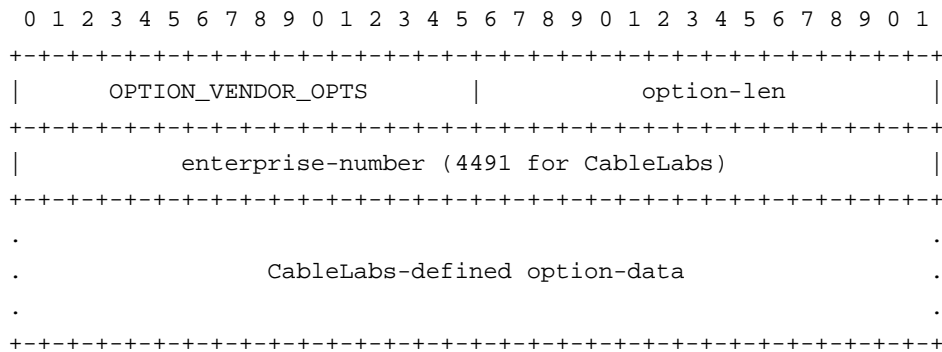 0 1 2 3 4 5 6 7 8 9 0 1 2 3 4 5 6 7 8 9 0 1 2 3 4 5 6 7 8 9 0 1
+-+-+-+-+-+-+-+-+-+-+-+-+-+-+-+-+-+-+-+-+-+-+-+-+-+-+-+-+-+-+-+-+
|      OPTION_VENDOR_OPTS       |           option-len          |
+-+-+-+-+-+-+-+-+-+-+-+-+-+-+-+-+-+-+-+-+-+-+-+-+-+-+-+-+-+-+-+-+
|           enterprise-number (4491 for CableLabs)              |
+-+-+-+-+-+-+-+-+-+-+-+-+-+-+-+-+-+-+-+-+-+-+-+-+-+-+-+-+-+-+-+-+
.                                                               .
.                 CableLabs-defined option-data                 .
.                                                               .
+-+-+-+-+-+-+-+-+-+-+-+-+-+-+-+-+-+-+-+-+-+-+-+-+-+-+-+-+-+-+-+-+